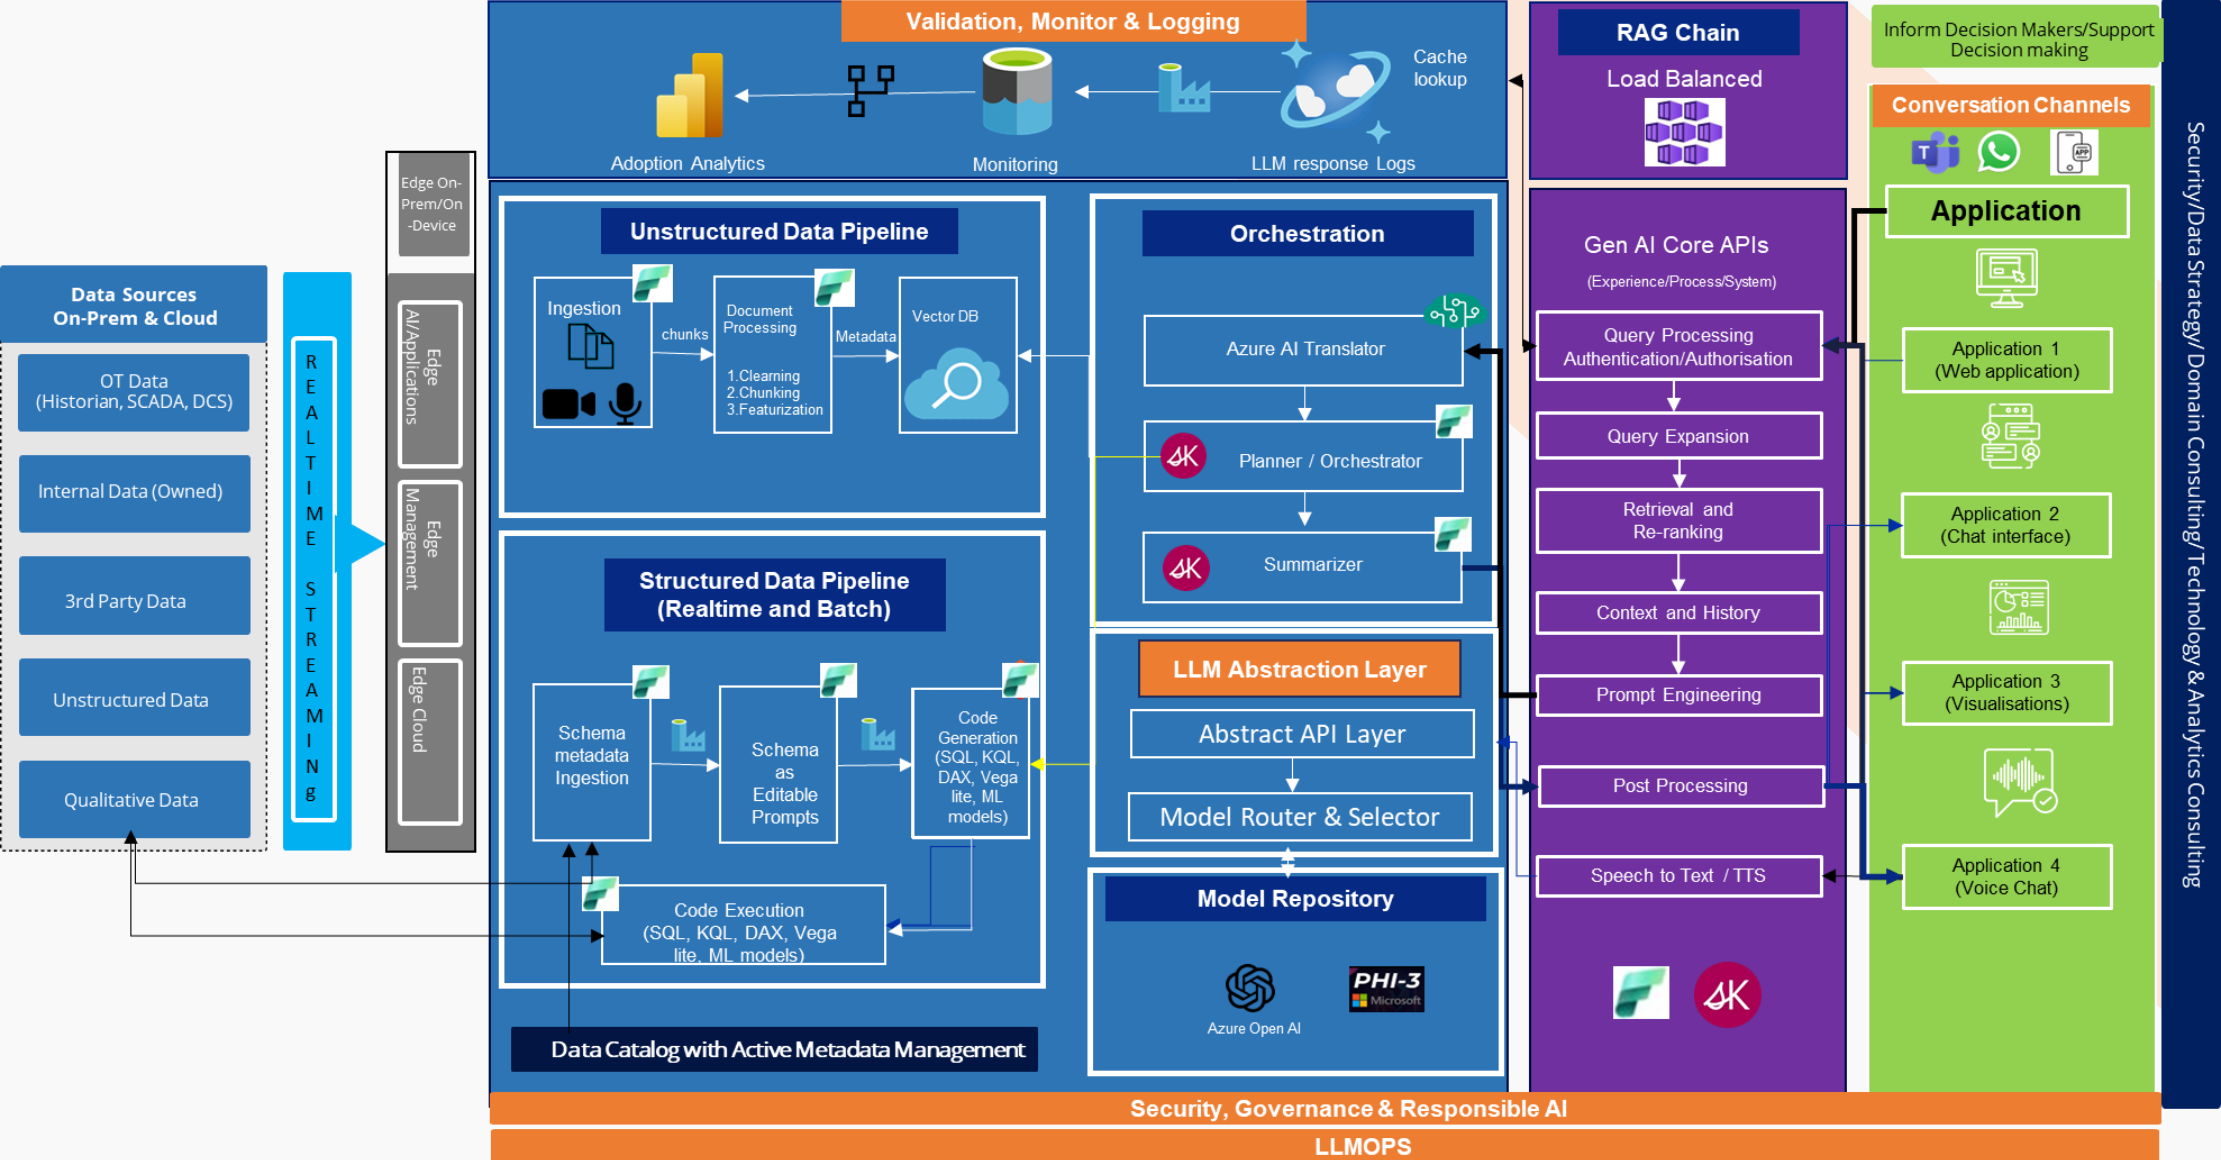 Validation, Monitor & Logging
Cache
lookup
Adoption Analytics
Monitoring
LLM response Logs
RAG Chain
Load Balanced
Inform Decision Makers/Support
Decision making
Conversation Channels
T
APP
Application
Application 1
(Web application)
Application 2
(Chat interface)
Application 3
(Visualisations)
Application 4
(Voice Chat)
Security/Data Strategy/ Domain Consulting/Technology & Analytics Consulting
Data Sources
On-Prem & Cloud
OT Data
(Historian, SCADA, DCS)
Internal Data (Owned)
3rd Party Data
Unstructured Data
Qualitative Data
REALTIME STREAMINg
Edge On-
Prem/On
-Device
Edge
AI/Applications
Edge
Management
Edge Cloud
Unstructured Data Pipeline
Ingestion
chunks
Document
Processing
1.Clearning
2.Chunking
3.Featurization
Metadata
Vector DB
Structured Data Pipeline
(Realtime and Batch)
Schema
metadata
Ingestion
Schema
as
Editable
Prompts
Code
Generation
(SQL, KQL,
DAX, Vega
lite, ML
models)
Code Execution
(SQL, KQL, DAX, Vega
lite, ML models)
Data Catalog with Active Metadata Management
Orchestration
Azure AI Translator
SK
Planner / Orchestrator
SK
Summarizer
LLM Abstraction Layer
Abstract API Layer
Model Router & Selector
Model Repository
Azure Open AI
PHI-3
Microsoft
Gen AI Core APIs
(Experience/Process/System)
Query Processing
Authentication/Authorisation
Query Expansion
Retrieval and
Re-ranking
Context and History
Prompt Engineering
Post Processing
Speech to Text / TTS
SK
Security, Governance & Responsible AI
LLMOPS